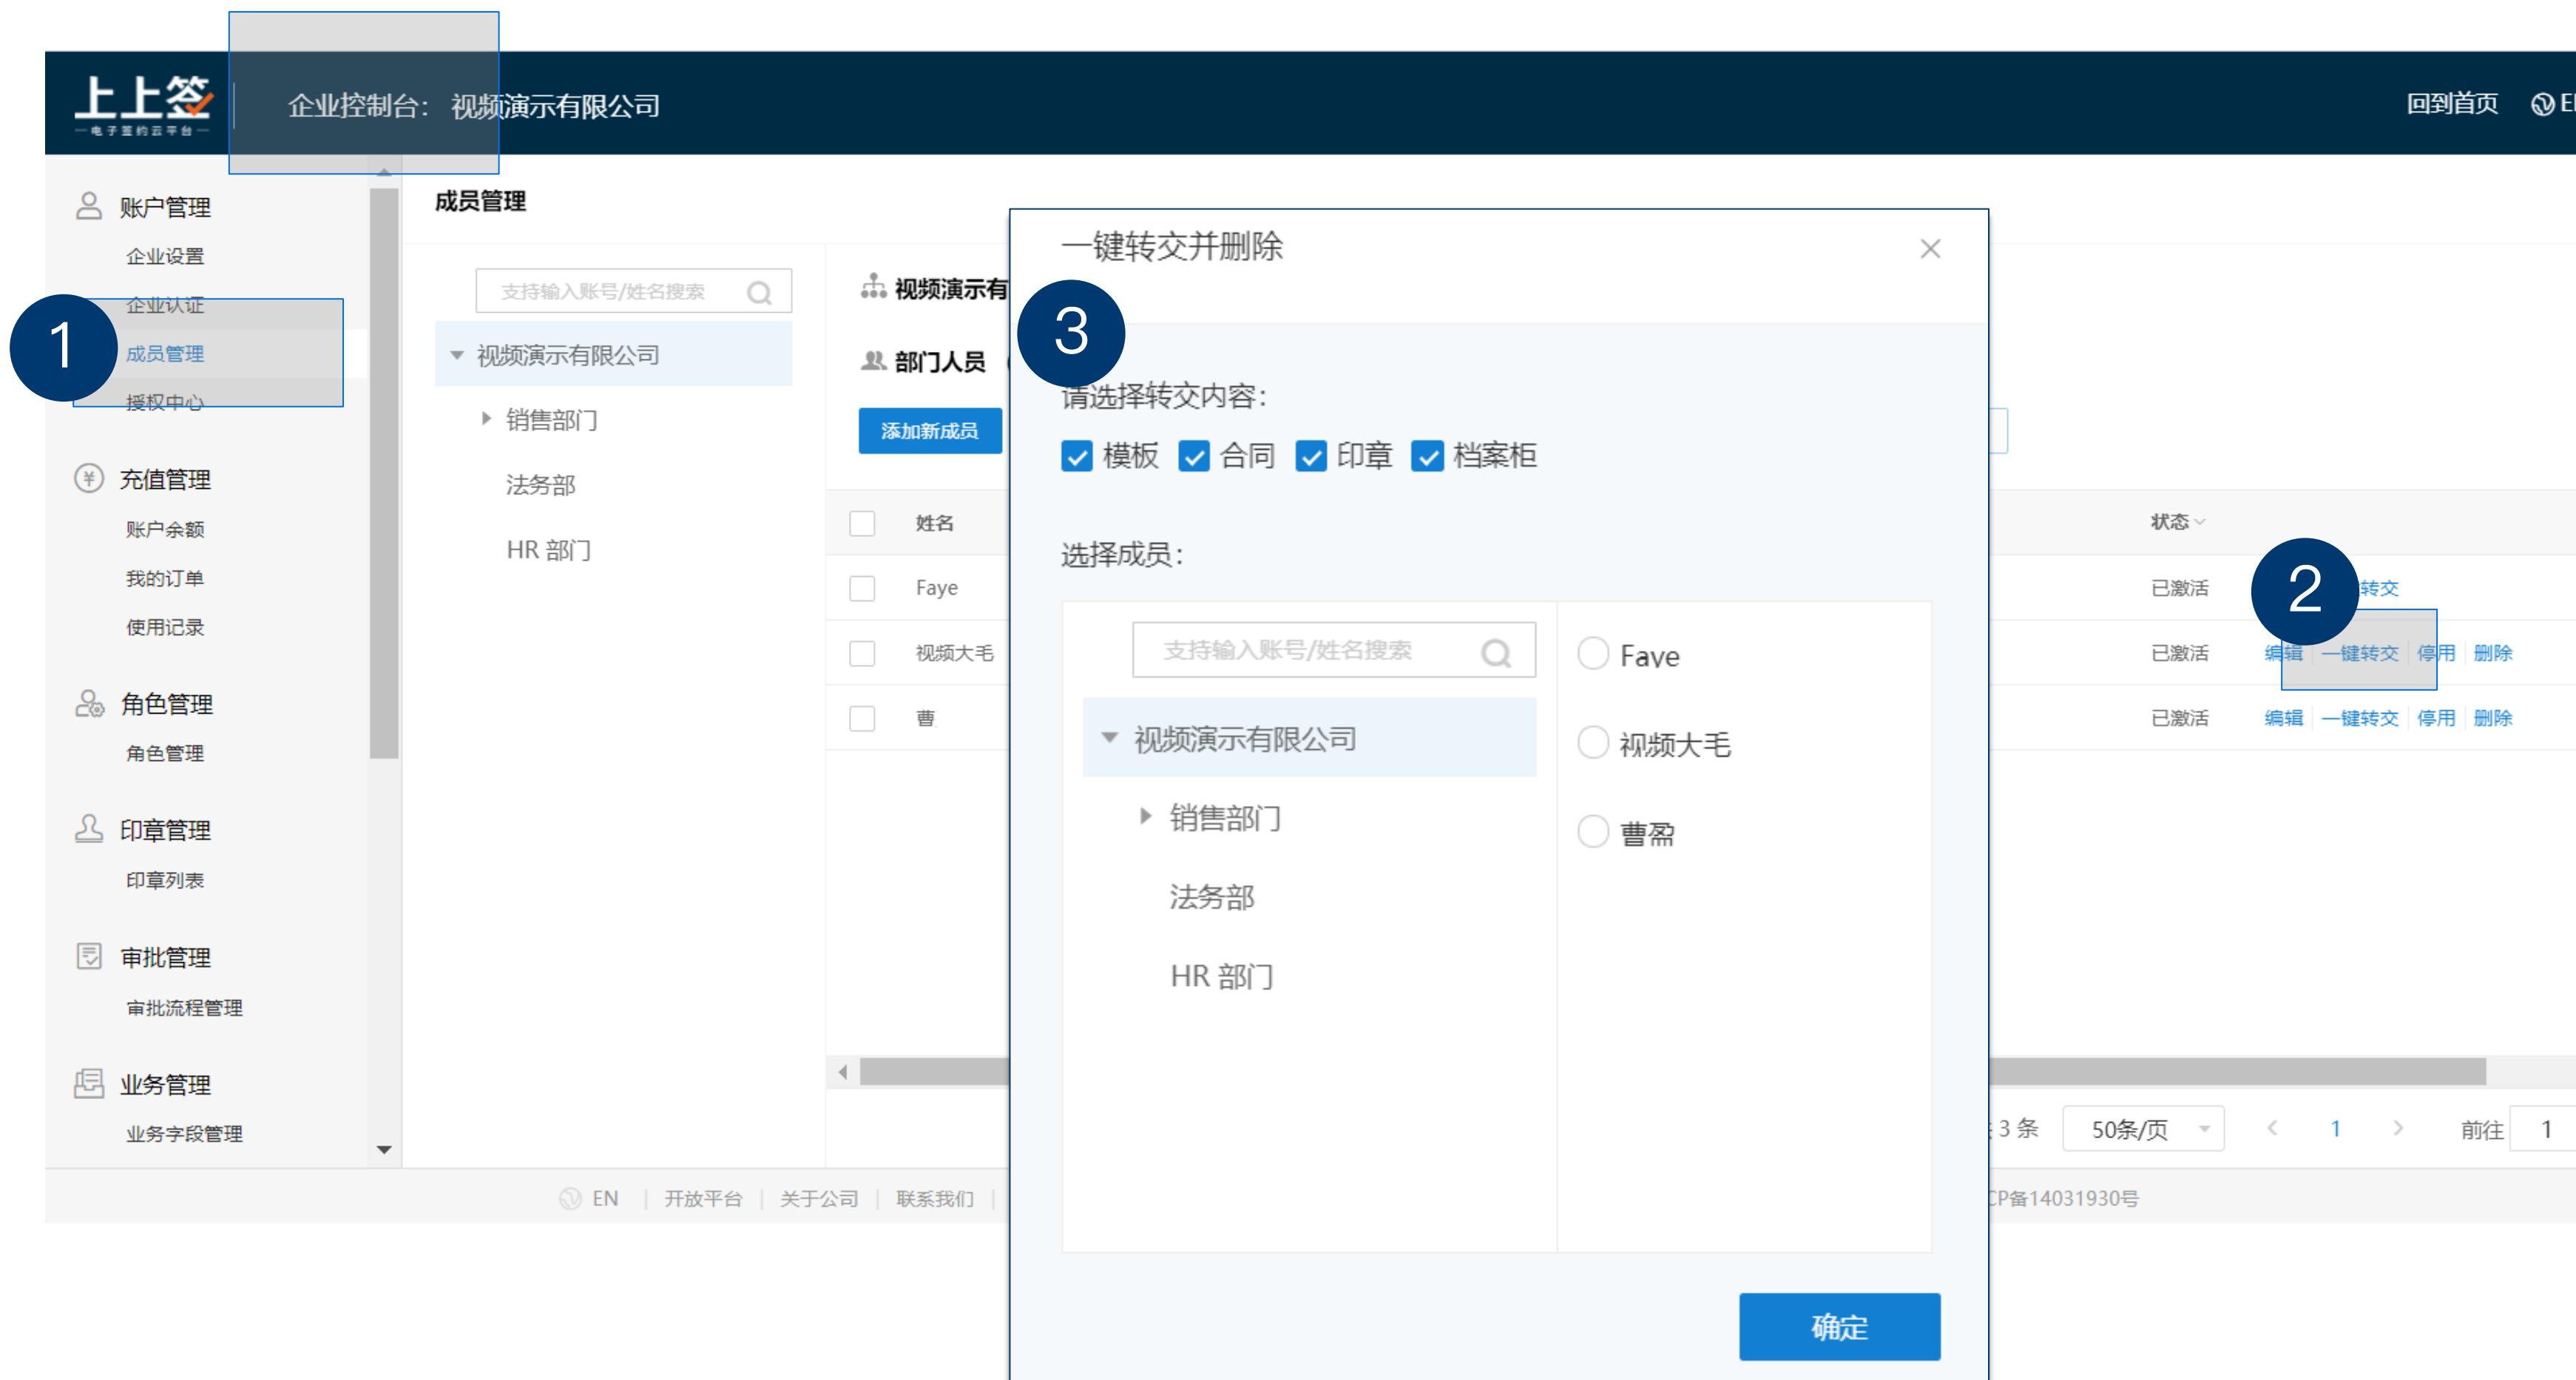 上上签
电子签约云平台
企业控制台： 视频演示有限公司
回到首页
账户管理
企业设置
企业认证
成员管理
授权中心
充值管理
账户余额
我的订单
使用记录
角色管理
角色管理
印章管理
印章列表
审批管理
审批流程管理
业务管理
业务字段管理
1
成员管理
支持输入账号/姓名搜索
视频演示有限公司
销售部门
法务部
HR 部门
视频演示有
部门人员
添加新成员
姓名
Faye
视频大毛
曹
一键转交并删除
3
请选择转交内容：
模板 合同 印章 档案柜
选择成员：
支持输入账号/姓名搜索
视频演示有限公司
销售部门
法务部
HR 部门
Faye
视频大毛
曹
确定
状态
2
已激活 转交
已激活 编辑 一键转交 停用 删除
已激活 编辑 一键转交 停用 删除
3 条 50条/页 1 前往 1
EN 开放平台 关于公司 联系我们
CP备14031930号